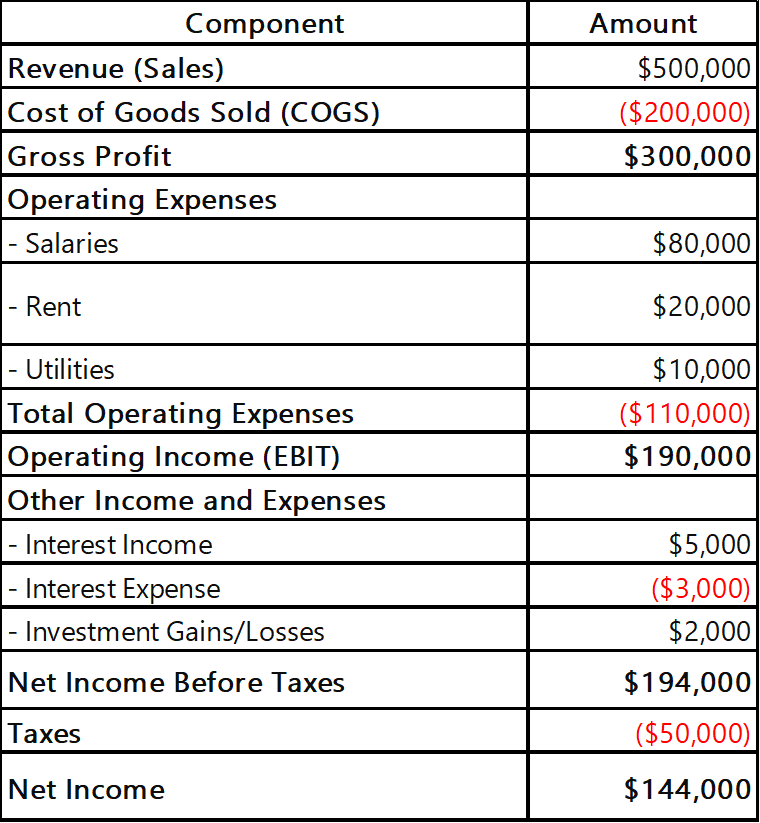 Component Amount
Revenue (Sales) $500,000
Cost of Goods Sold (COGS) ($200,000)
Gross Profit $300,000
Operating Expenses
- Salaries $80,000
- Rent $20,000
- Utilities $10,000
Total Operating Expenses ($110,000)
Operating Income (EBIT) $190,000
Other Income and Expenses
- Interest Income $5,000
- Interest Expense ($3,000)
- Investment Gains/Losses $2,000
Net Income Before Taxes $194,000
Taxes ($50,000)
Net Income $144,000